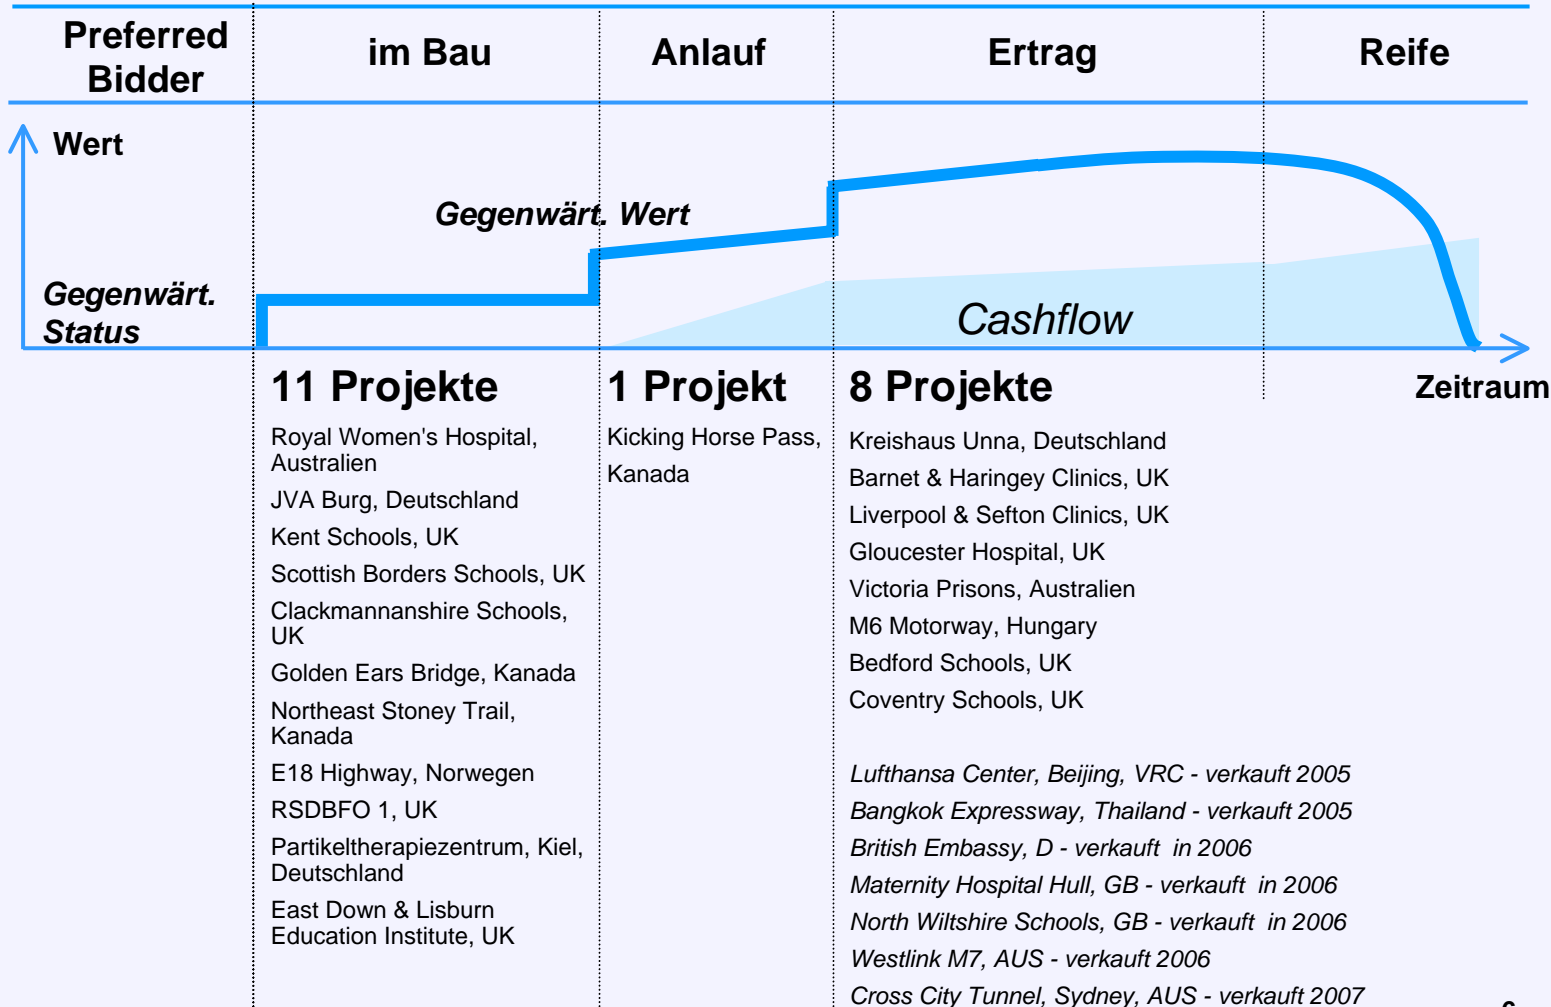 Preferred
Bidder
im Bau
Anlauf
Ertrag
Reife
Wert
Gegenwärt. Wert
Gegenwärt.
Status
Cashflow
Zeitraum
11 Projekte
Royal Women's Hospital,
Australien
JVA Burg, Deutschland
Kent Schools, UK
Scottish Borders Schools, UK
Clackmannanshire Schools,
UK
Golden Ears Bridge, Kanada
Northeast Stoney Trail,
Kanada
E18 Highway, Norwegen
RSDBFO 1, UK
Partikeltherapiezentrum, Kiel,
Deutschland
East Down & Lisburn
Education Institute, UK
1 Projekt
Kicking Horse Pass,
Kanada
8 Projekte
Kreishaus Unna, Deutschland
Barnet & Haringey Clinics, UK
Liverpool & Sefton Clinics, UK
Gloucester Hospital, UK
Victoria Prisons, Australien
M6 Motorway, Hungary
Bedford Schools, UK
Coventry Schools, UK
Lufthansa Center, Beijing, VRC - verkauft 2005
Bangkok Expressway, Thailand - verkauft 2005
British Embassy, D - verkauft in 2006
Maternity Hospital Hull, GB - verkauft in 2006
North Wiltshire Schools, GB - verkauft in 2006
Westlink M7, AUS - verkauft 2006
Cross City Tunnel, Sydney, AUS - verkauft 2007